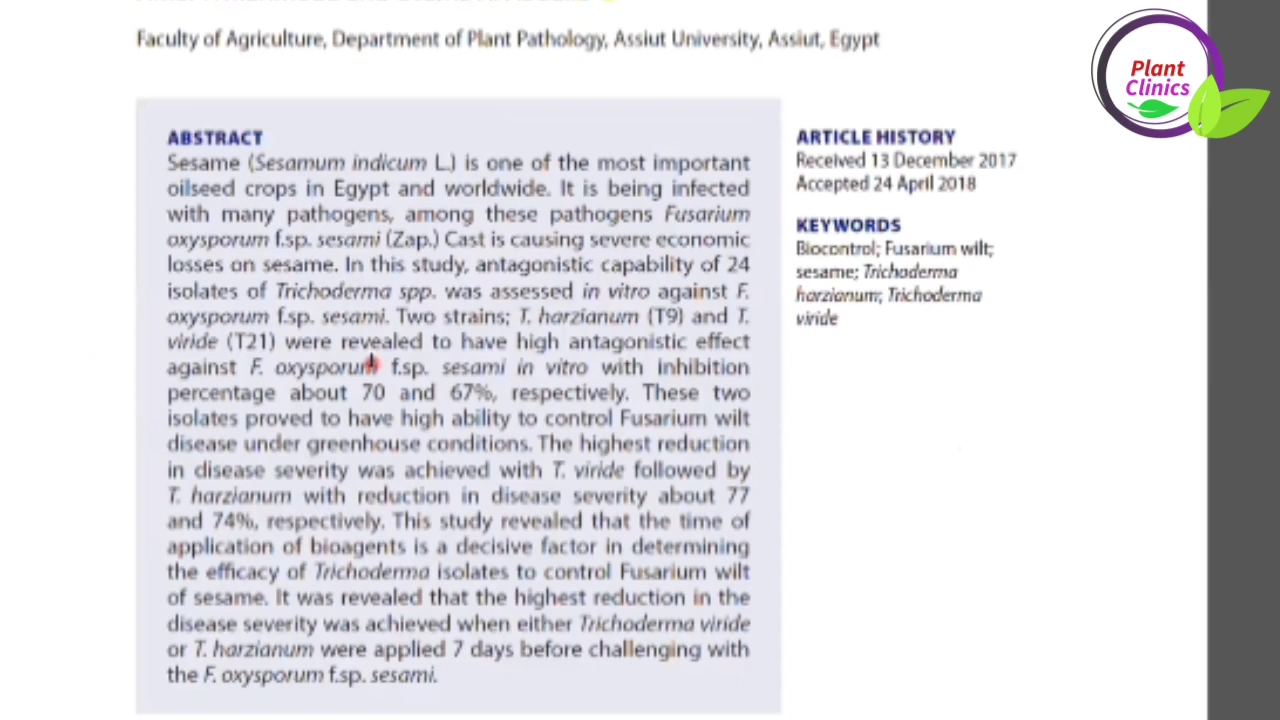 Faculty of Agriculture, Department of Plant Pathology, Assiut University, Assiut, Egypt
Plant
Clinics
ABSTRACT
Sesame (Sesamum indicum L.) is one of the most important
oilseed crops in Egypt and worldwide. It is being infected
with many pathogens, among these pathogens Fusarium
oxysporum f.sp. sesami (Zap.) Cast is causing severe economic
losses on sesame. In this study, antagonistic capability of 24
isolates of Trichoderma spp. was assessed in vitro against F.
oxysporum f.sp. sesami. Two strains; T. harzianum (T9) and T.
viride (T21) were revealed to have high antagonistic effect
against F. oxysporum f.sp. sesami in vitro with inhibition
percentage about 70 and 67%, respectively. These two
isolates proved to have high ability to control Fusarium wilt
disease under greenhouse conditions. The highest reduction
in disease severity was achieved with T. viride followed by
T. harzianum with reduction in disease severity about 77
and 74%, respectively. This study revealed that the time of
application of bioagents is a decisive factor in determining
the efficacy of Trichoderma isolates to control Fusarium wilt
of sesame. It was revealed that the highest reduction in the
disease severity was achieved when either Trichoderma viride
or T. harzianum were applied 7 days before challenging with
the F. oxysporum f.sp. sesami.
ARTICLE HISTORY
Received 13 December 2017
Accepted 24 April 2018
KEYWORDS
Biocontrol; Fusarium wilt;
sesame; Trichoderma
harzianum; Trichoderma
viride